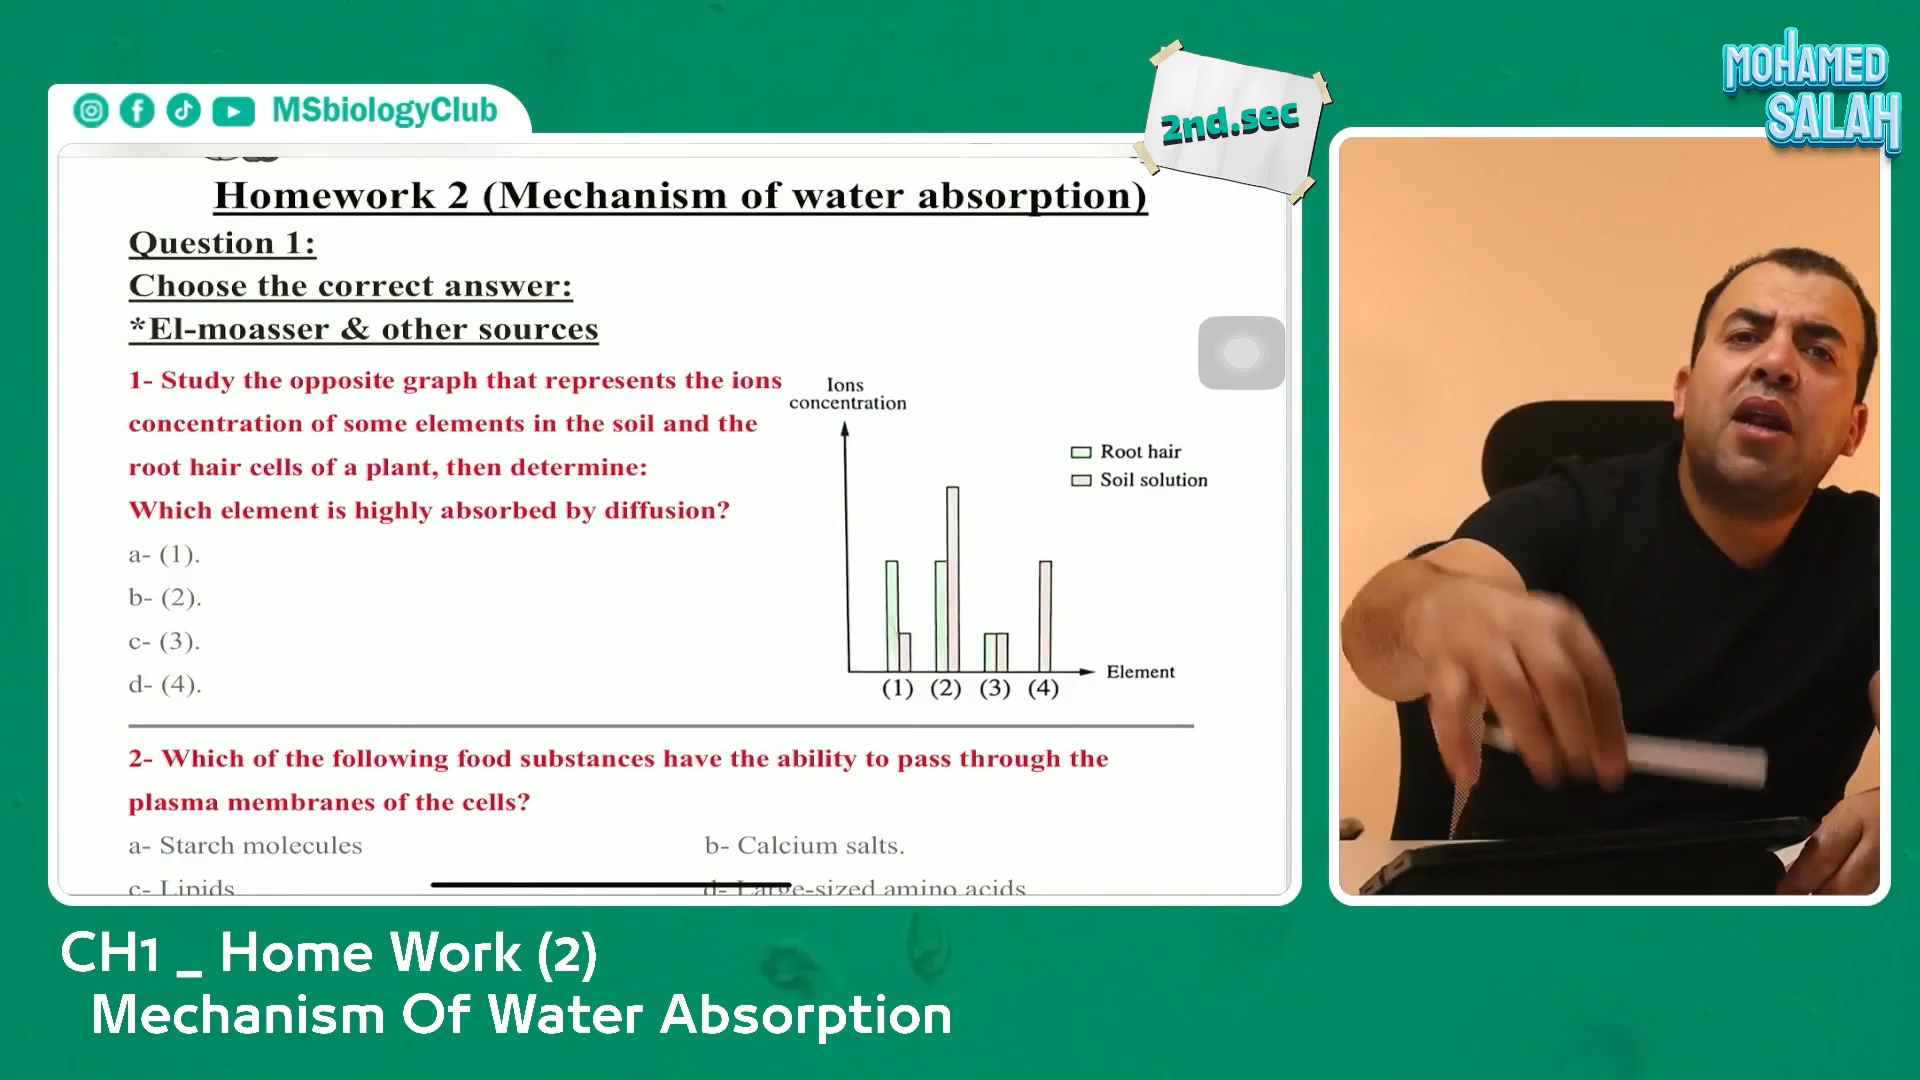 MOHAMED
SALAH
MSbiologyClub
2nd.sec
Homework 2 (Mechanism of water absorption)
Question 1:
Choose the correct answer:
*El-moasser & other sources
1- Study the opposite graph that represents the ions
concentration of some elements in the soil and the
root hair cells of a plant, then determine:
Which element is highly absorbed by diffusion?
a- (1).
b- (2).
c- (3).
d- (4).
Ions
concentration
Root hair
Soil solution
Element
(1) (2) (3) (4)
2- Which of the following food substances have the ability to pass through the
plasma membranes of the cells?
a- Starch molecules
b- Calcium salts.
c- Lipids
d- Large-sized amino acids
CH1 _ Home Work (2)
Mechanism Of Water Absorption